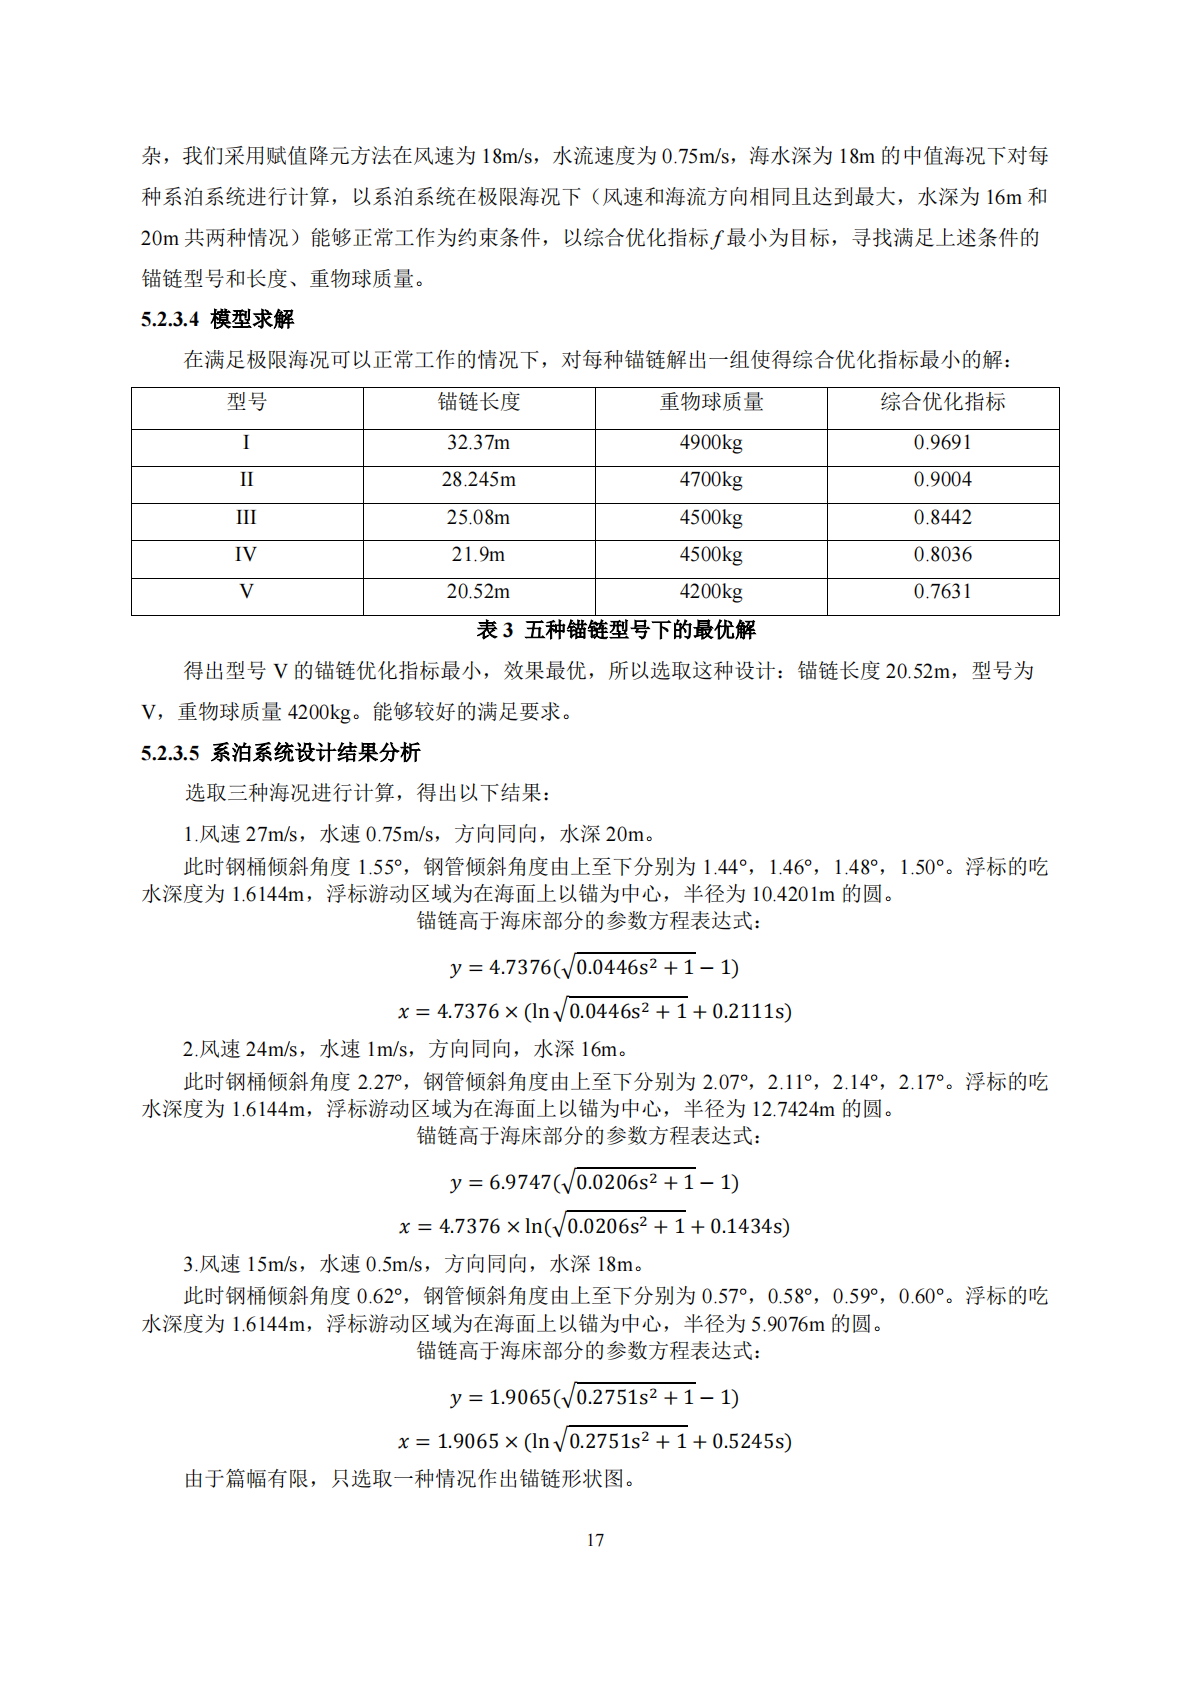 杂，我们采用赋值降元方法在风速为 18m/s，水流速度为 0.75m/s，海水深为 18m 的中值海况下对每
种系泊系统进行计算，以系泊系统在极限海况下（风速和海流方向相同且达到最大，水深为 16m 和
20m 共两种情况）能够正常工作为约束条件，以综合优化指标 f 最小为目标，寻找满足上述条件的
锚链型号和长度、重物球质量。
5.2.3.4 模型求解
在满足极限海况可以正常工作的情况下，对每种锚链解出一组使得综合优化指标最小的解：
型号 锚链长度 重物球质量 综合优化指标
I 32.37m 4900kg 0.9691
II 28.245m 4700kg 0.9004
III 25.08m 4500kg 0.8442
IV 21.9m 4500kg 0.8036
V 20.52m 4200kg 0.7631
表 3 五种锚链型号下的最优解
得出型号 V 的锚链优化指标最小，效果最优，所以选取这种设计：锚链长度 20.52m，型号为
V，重物球质量 4200kg。能够较好的满足要求。
5.2.3.5 系泊系统设计结果分析
选取三种海况进行计算，得出以下结果：
1.风速 27m/s，水速 0.75m/s，方向同向，水深 20m。
此时钢桶倾斜角度 1.55°，钢管倾斜角度由上至下分别为 1.44°，1.46°，1.48°，1.50°。浮标的吃
水深度为 1.6144m，浮标游动区域为在海面上以锚为中心，半径为 10.4201m 的圆。
锚链高于海床部分的参数方程表达式：
y = 4.7376(√0.0446s² + 1 − 1)
x = 4.7376 × (ln √0.0446s² + 1 + 0.2111s)
2.风速 24m/s，水速 1m/s，方向同向，水深 16m。
此时钢桶倾斜角度 2.27°，钢管倾斜角度由上至下分别为 2.07°，2.11°，2.14°，2.17°。浮标的吃
水深度为 1.6144m，浮标游动区域为在海面上以锚为中心，半径为 12.7424m 的圆。
锚链高于海床部分的参数方程表达式：
y = 6.9747(√0.0206s² + 1 − 1)
x = 4.7376 × ln(√0.0206s² + 1 + 0.1434s)
3.风速 15m/s，水速 0.5m/s，方向同向，水深 18m。
此时钢桶倾斜角度 0.62°，钢管倾斜角度由上至下分别为 0.57°，0.58°，0.59°，0.60°。浮标的吃
水深度为 1.6144m，浮标游动区域为在海面上以锚为中心，半径为 5.9076m 的圆。
锚链高于海床部分的参数方程表达式：
y = 1.9065(√0.2751s² + 1 − 1)
x = 1.9065 × (ln √0.2751s² + 1 + 0.5245s)
由于篇幅有限，只选取一种情况作出锚链形状图。
17